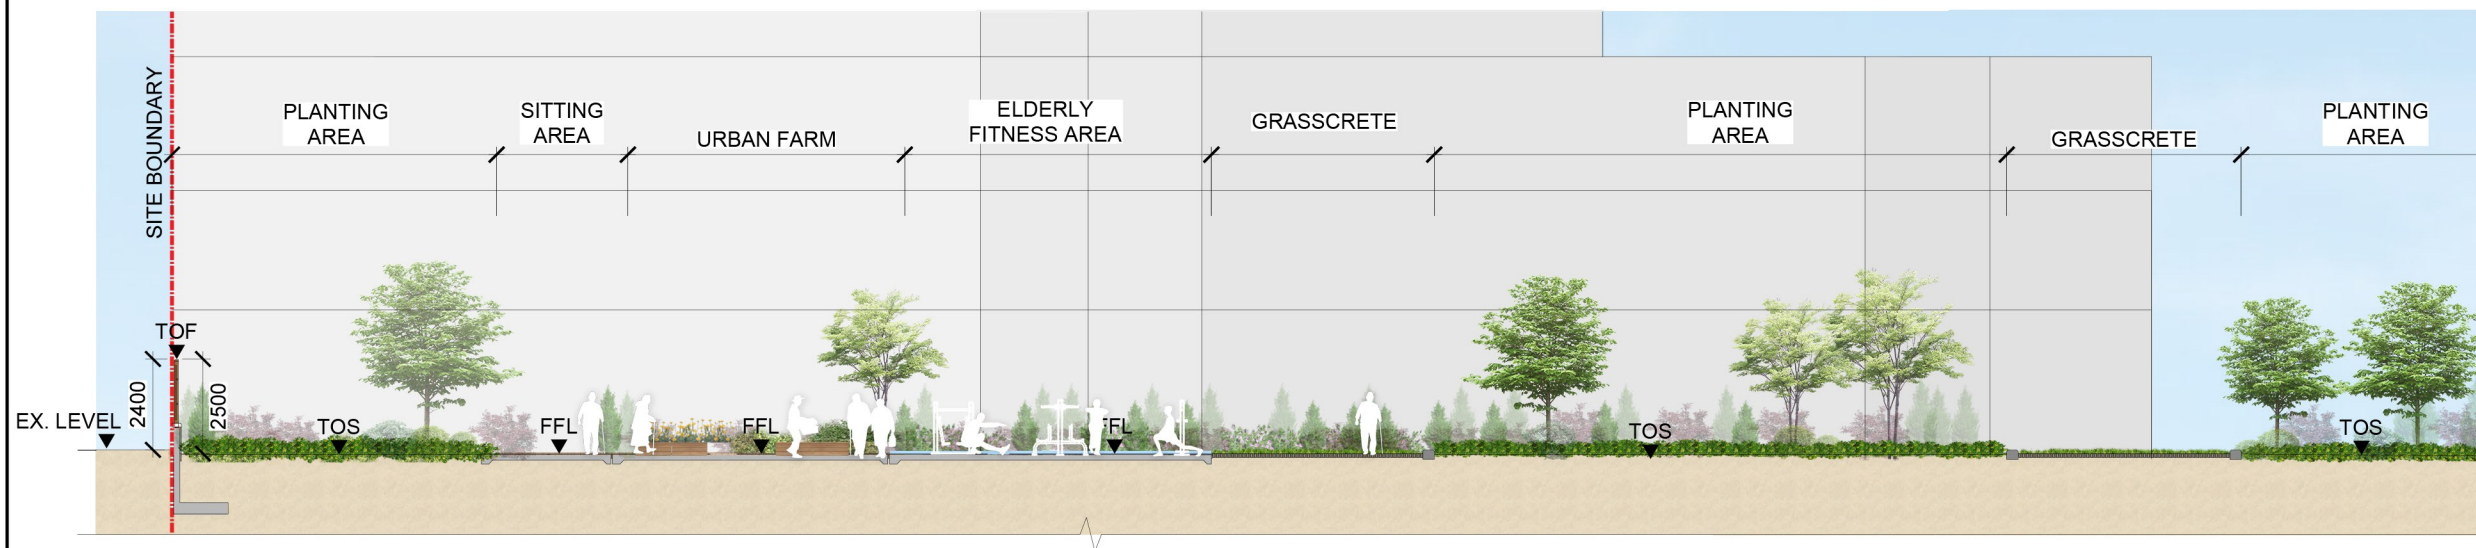 SITE BOUNDARY
PLANTING
AREA
SITTING
AREA
URBAN FARM
ELDERLY
FITNESS AREA
GRASSCRETE
PLANTING
AREA
GRASSCRETE
PLANTING
AREA
TOF
2400
2500
EX. LEVEL
TOS
FFL
FFL
FFL
TOS
TOS